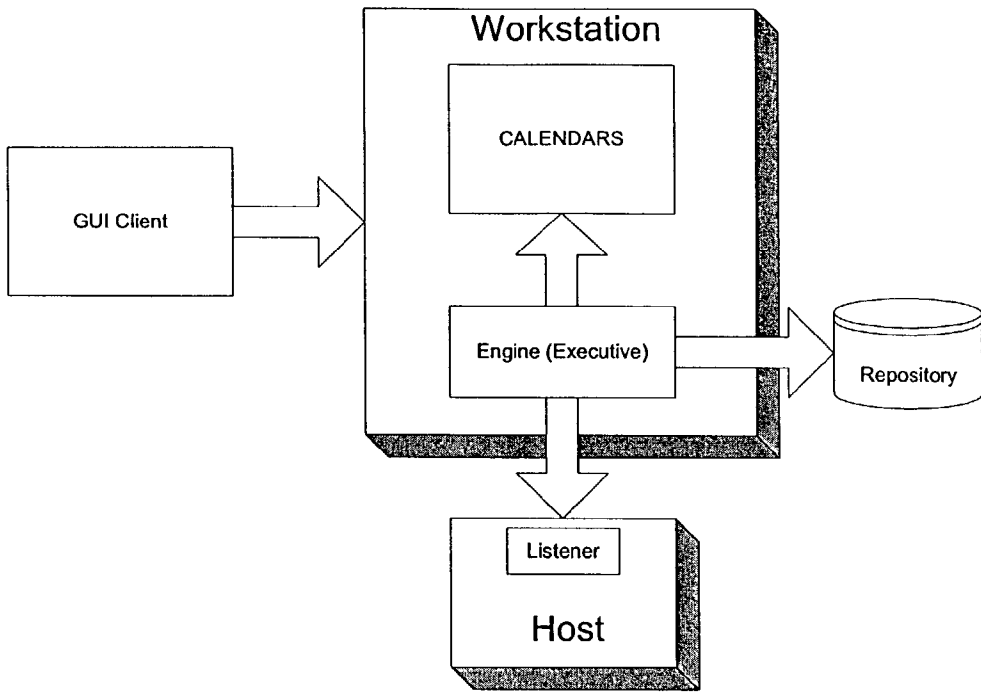 Workstation
CALENDARS
GUI Client
Engine (Executive)
Repository
Listener
Host